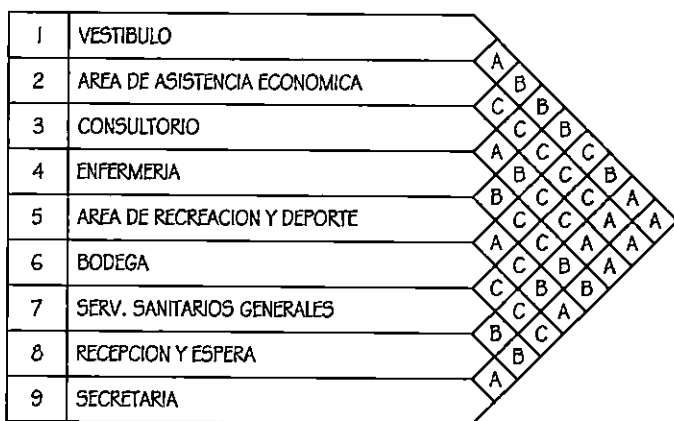 1 VESTIBULO
A
2 AREA DE ASISTENCIA ECONOMICA B
C B
3 CONSULTORIO C B
A C C
4 ENFERMERIA B C B
B C C A
5 AREA DE RECREACION Y DEPORTE C C A A
A C A A
6 BODEGA C B A
C B B
7 SERV. SANITARIOS GENERALES C A
B C
8 RECEPCION Y ESPERA B
A
9 SECRETARIA